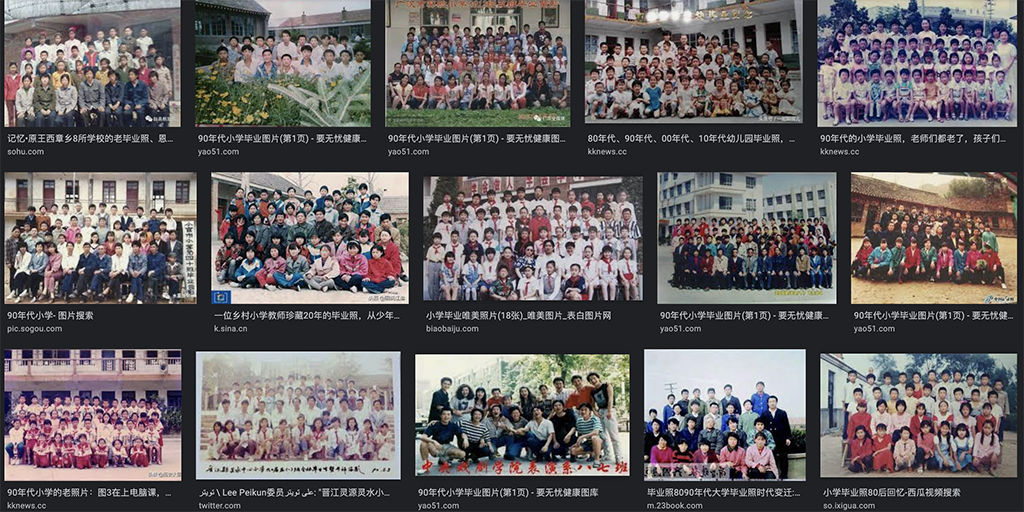 记忆·原王西章乡8所学校的老毕业照、恩...
sohu.com
90年代小学毕业图片(第1页) - 要无忧健康...
yao51.com
90年代小学毕业图片(第1页) - 要无忧健康图...
yao51.com
80年代、90年代、00年代、10年代幼儿园毕业照，...
kknews.cc
90年代的小学毕业照，老师们都老了，孩子们...
kknews.cc
90年代小学- 图片搜索
pic.sogou.com
一位乡村小学教师珍藏20年的毕业照，从少年...
k.sina.cn
小学毕业唯美照片(18张)_唯美图片_表白图片网
biaobaiju.com
90年代小学毕业图片(第1页) - 要无忧健康...
yao51.com
90年代小学毕业图片(第1页) - 要无忧健...
yao51.com
中央戏剧学院表演系八七班
90年代小学的老照片：图3在上电脑课，...
kknews.cc
تويتر \ Lee Peikun委员 على تويتر: "晋江灵源灵水小...
twitter.com
90年代小学毕业图片(第1页) - 要无忧健康图库
yao51.com
毕业照8090年代大学毕业照时代变迁:...
m.23book.com
小学毕业照80后回忆-西瓜视频搜索
so.ixigua.com